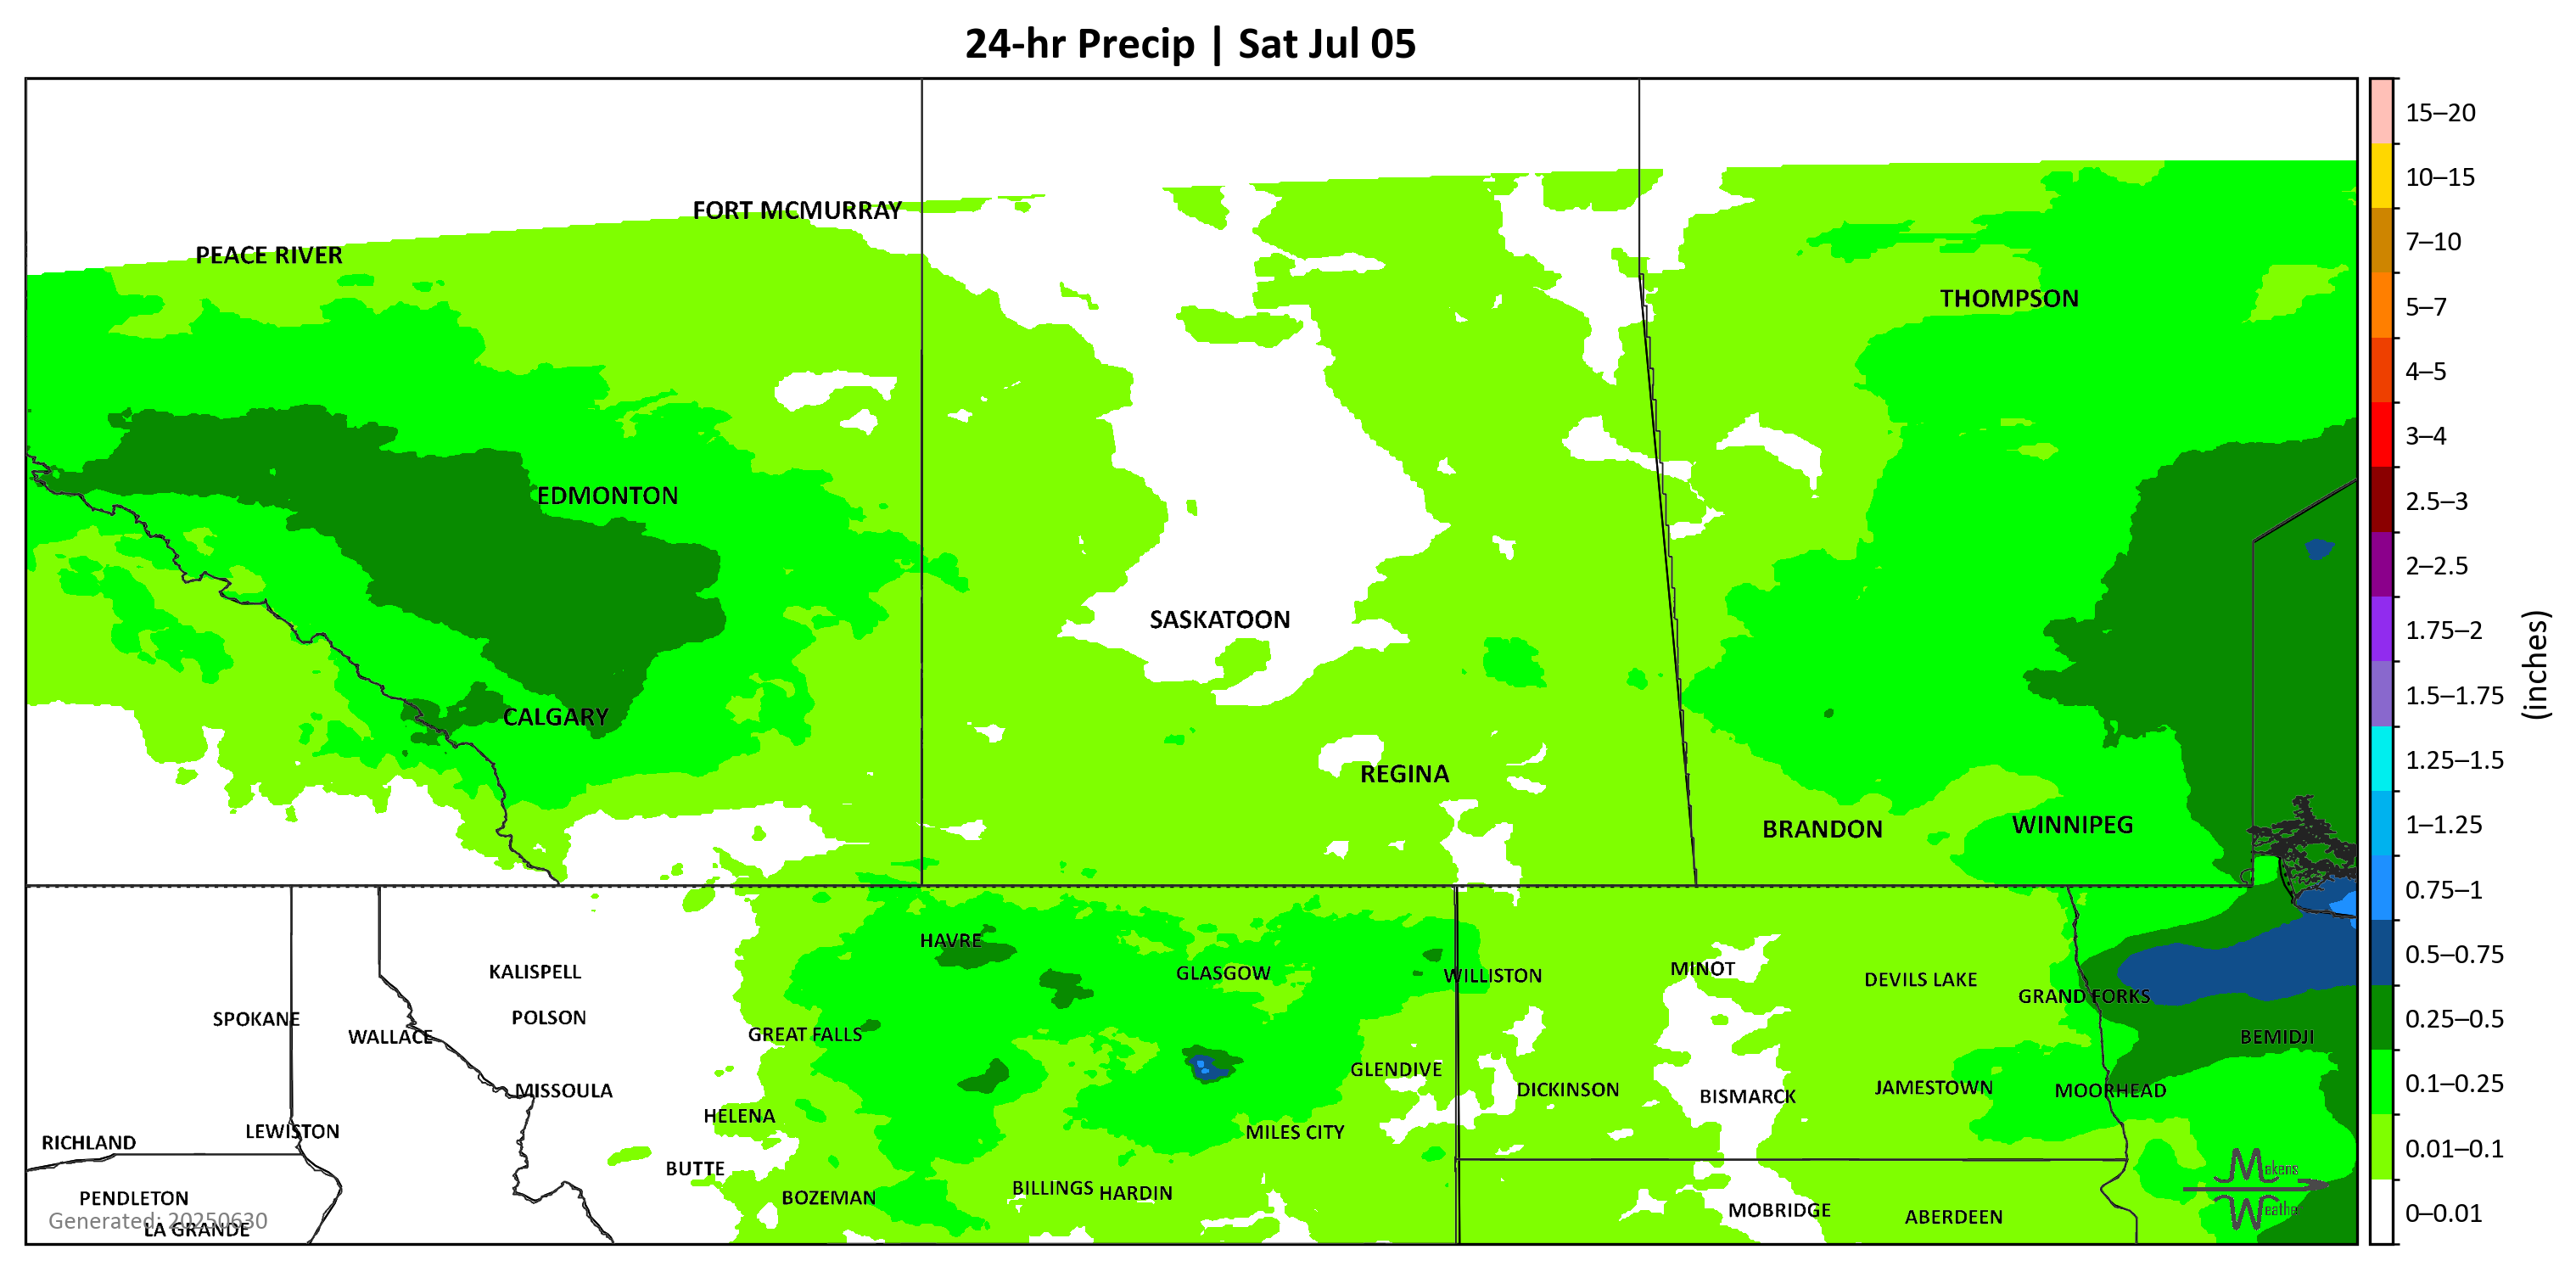 24-hr Precip | Sat Jul 05
FORT MCMURRAY
PEACE RIVER
THOMPSON
EDMONTON
SASKATOON
CALGARY
REGINA
BRANDON
WINNIPEG
HAVRE
KALISPELL
GLASGOW
WILLISTON
MINOT
DEVILS LAKE
GRAND FORKS
SPOKANE
POLSON
WALLACE
GREAT FALLS
BEMIDJI
GLENDIVE
MISSOULA
DICKINSON
BISMARCK
JAMESTOWN
MOORHEAD
HELENA
LEWISTON
MILES CITY
RICHLAND
BUTTE
BILLINGS
HARDIN
PENDLETON
BOZEMAN
MOBRIDGE
ABERDEEN
Generated: 20250630
LA GRANDE
Makens
Weather
15–20
10–15
7–10
5–7
4–5
3–4
2.5–3
2–2.5
1.75–2
1.5–1.75
1.25–1.5
1–1.25
0.75–1
0.5–0.75
0.25–0.5
0.1–0.25
0.01–0.1
0–0.01
(inches)